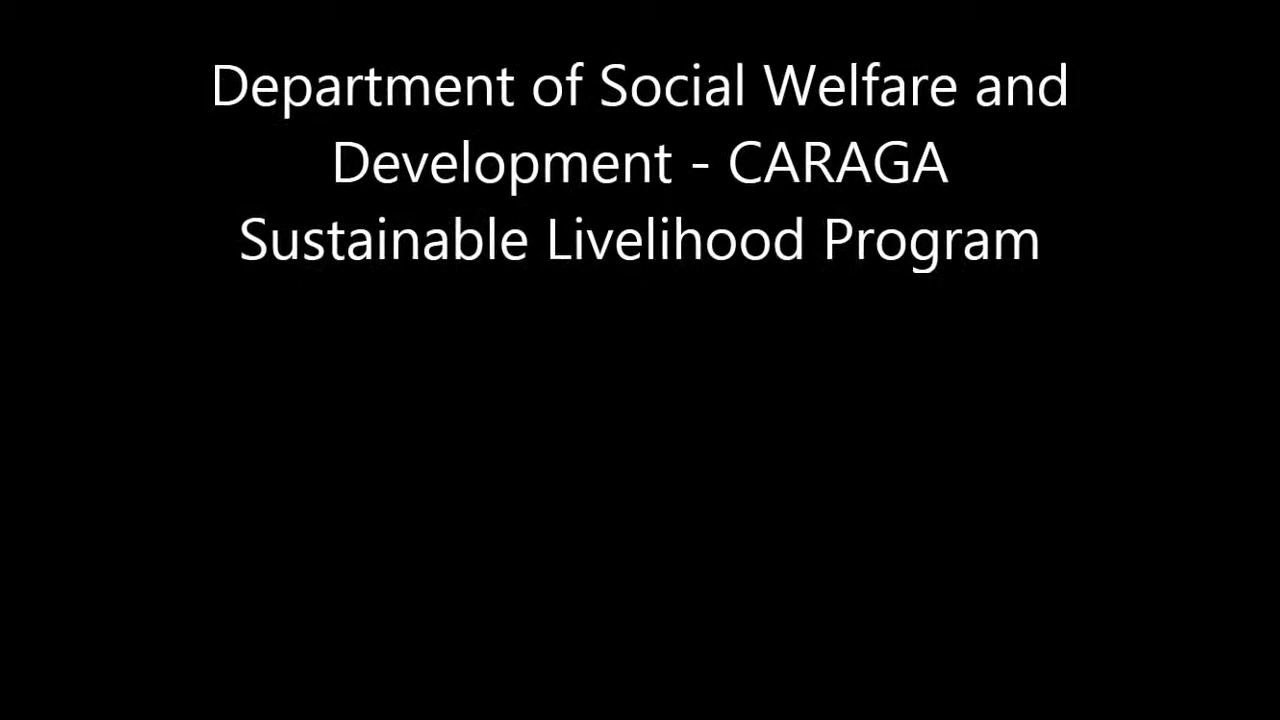 Department of Social Welfare and
Development - CARAGA
Sustainable Livelihood Program